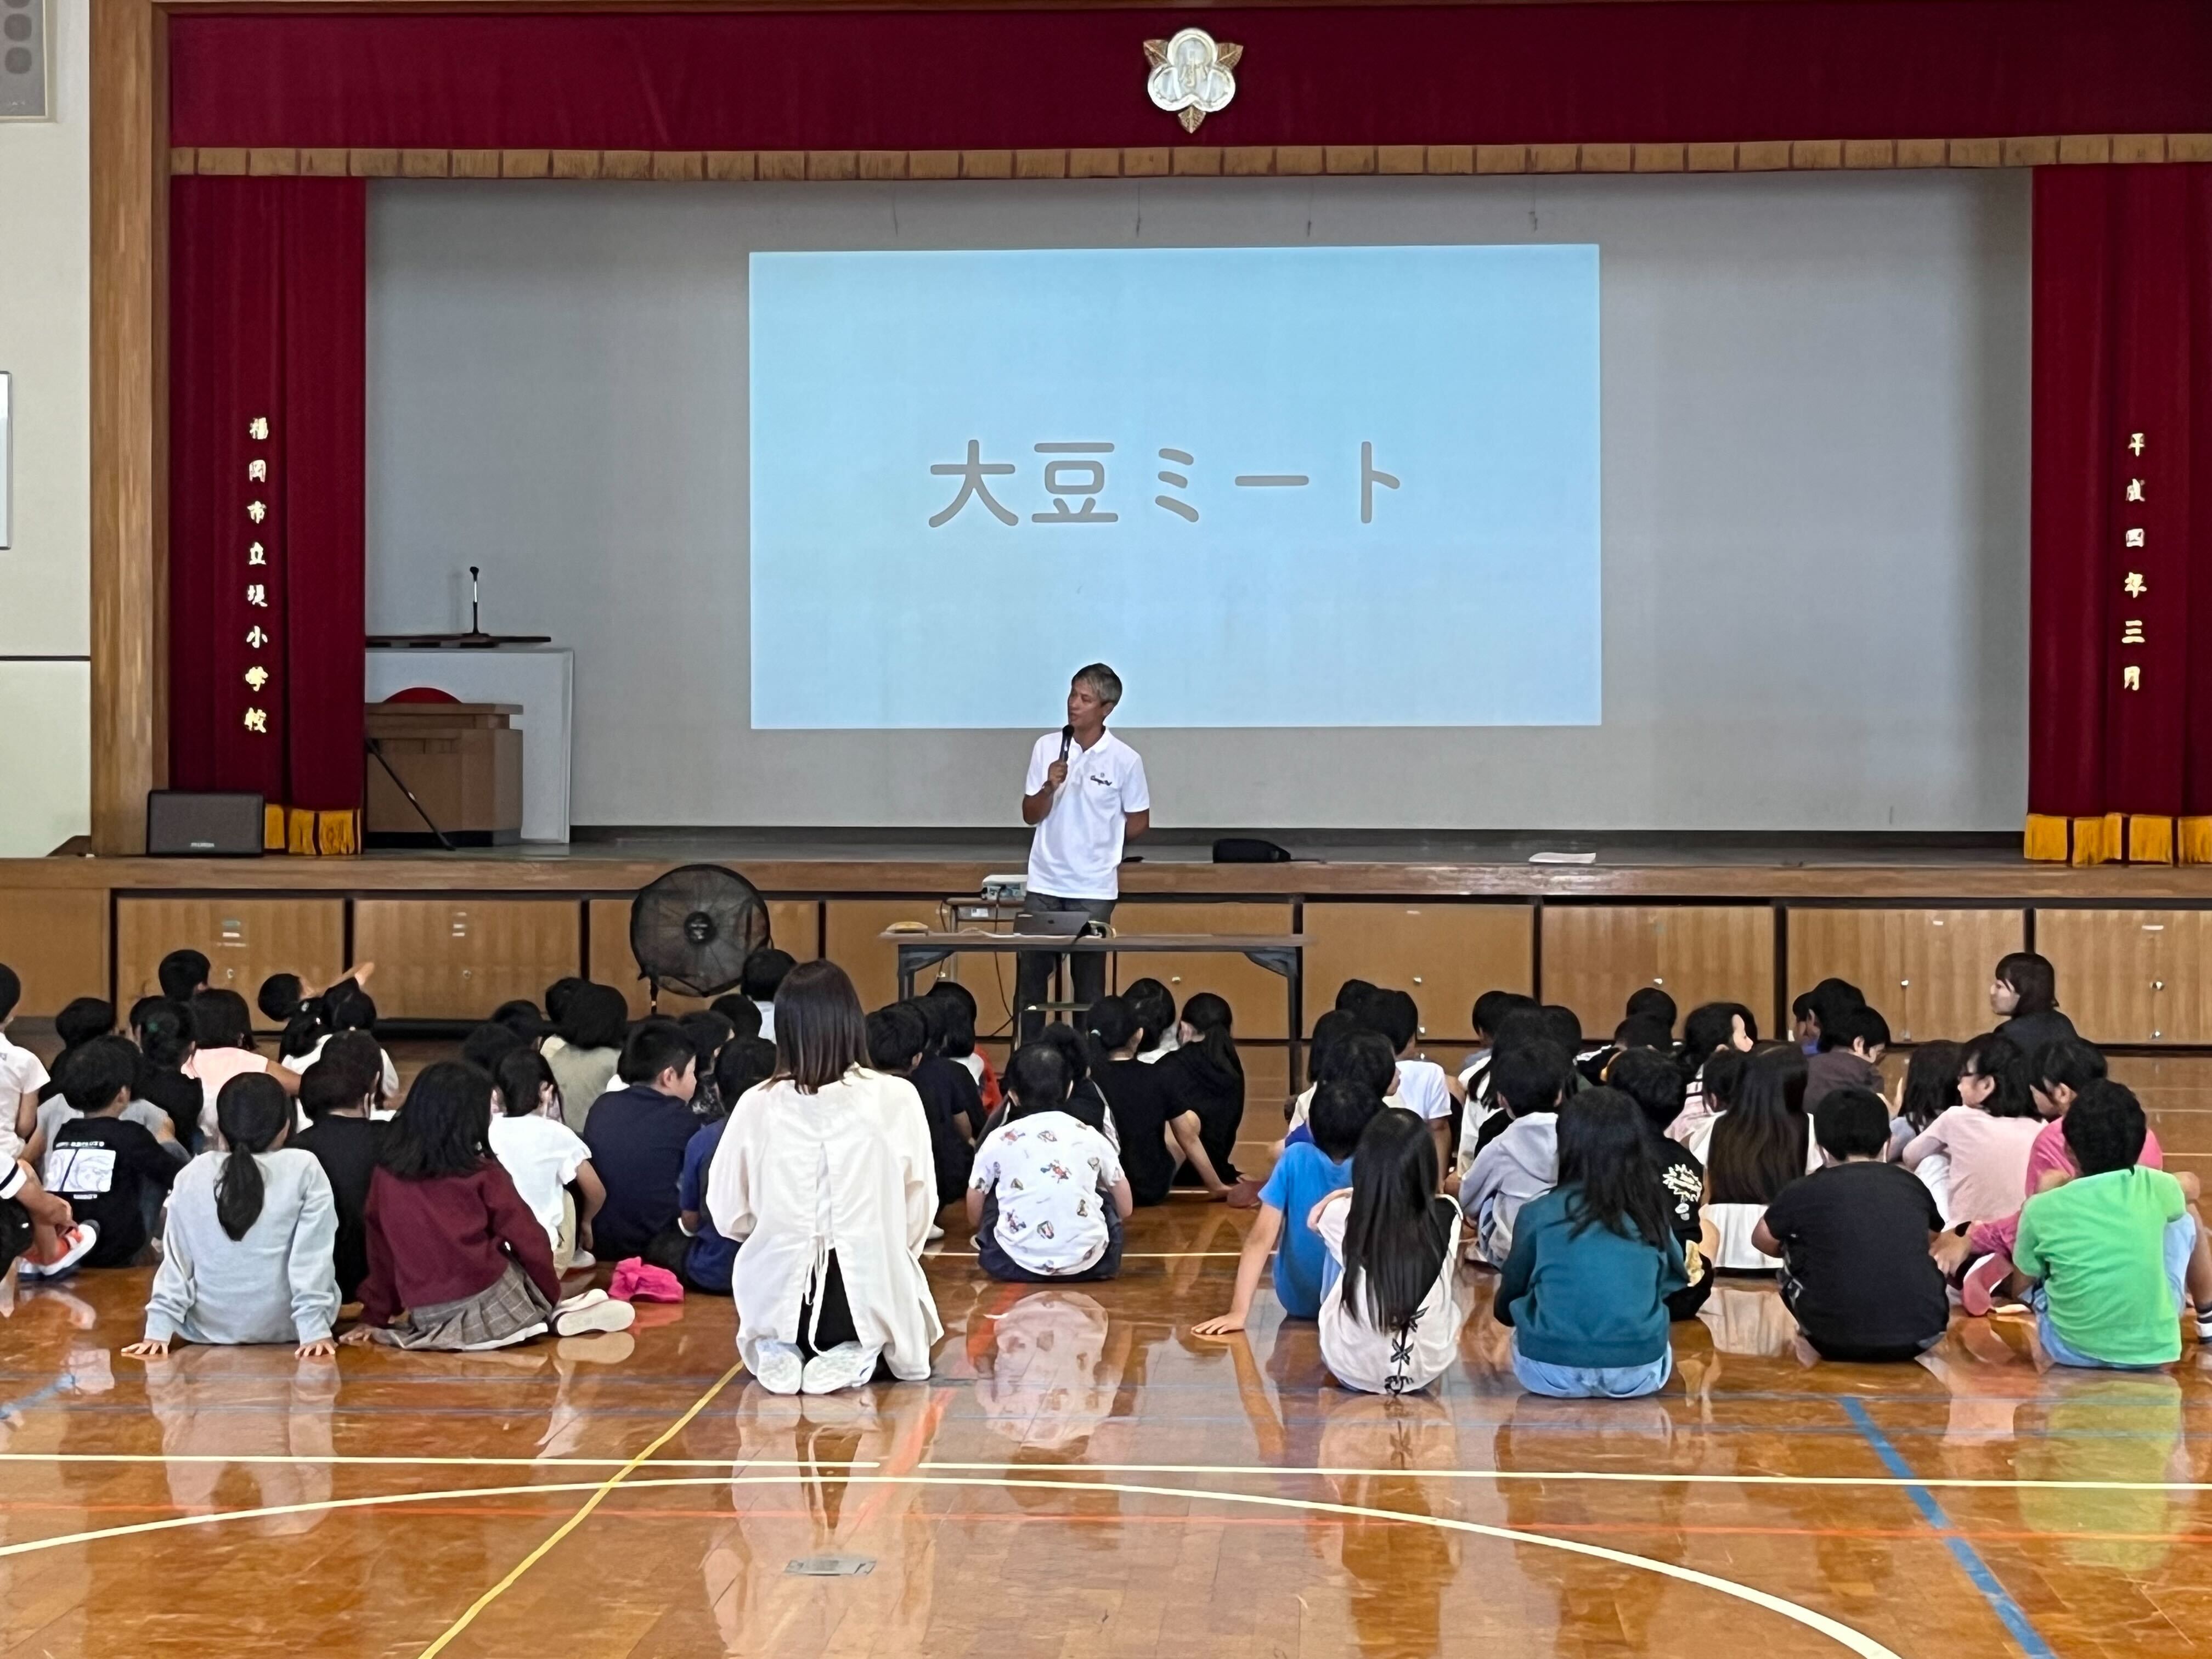 大豆ミート
福岡市立堤小学校
平成四年三月